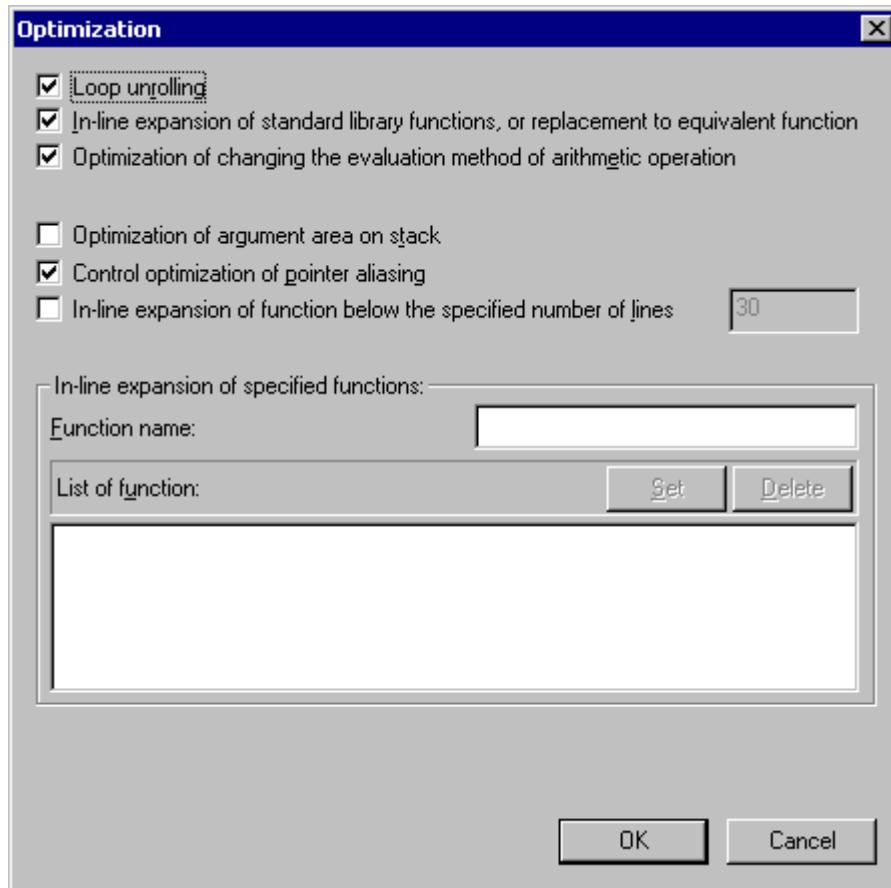 Optimization
Loop unrolling
In-line expansion of standard library functions, or replacement to equivalent function
Optimization of changing the evaluation method of arithmetic operation
Optimization of argument area on stack
Control optimization of pointer aliasing
In-line expansion of function below the specified number of lines 30
In-line expansion of specified functions:
Function name:
List of function: Set Delete
OK Cancel